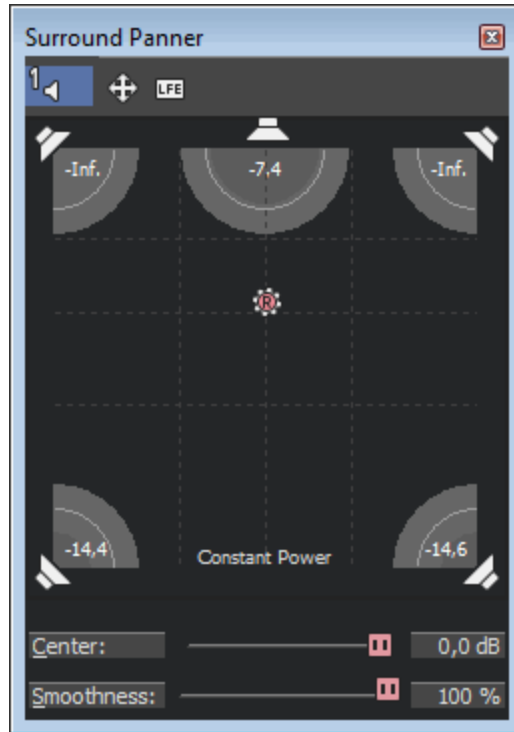 Surround Panner
1
LFE
-Inf.
-7,4
-Inf.
R
-14,4
Constant Power
-14,6
Center:
0,0 dB
Smoothness:
100 %